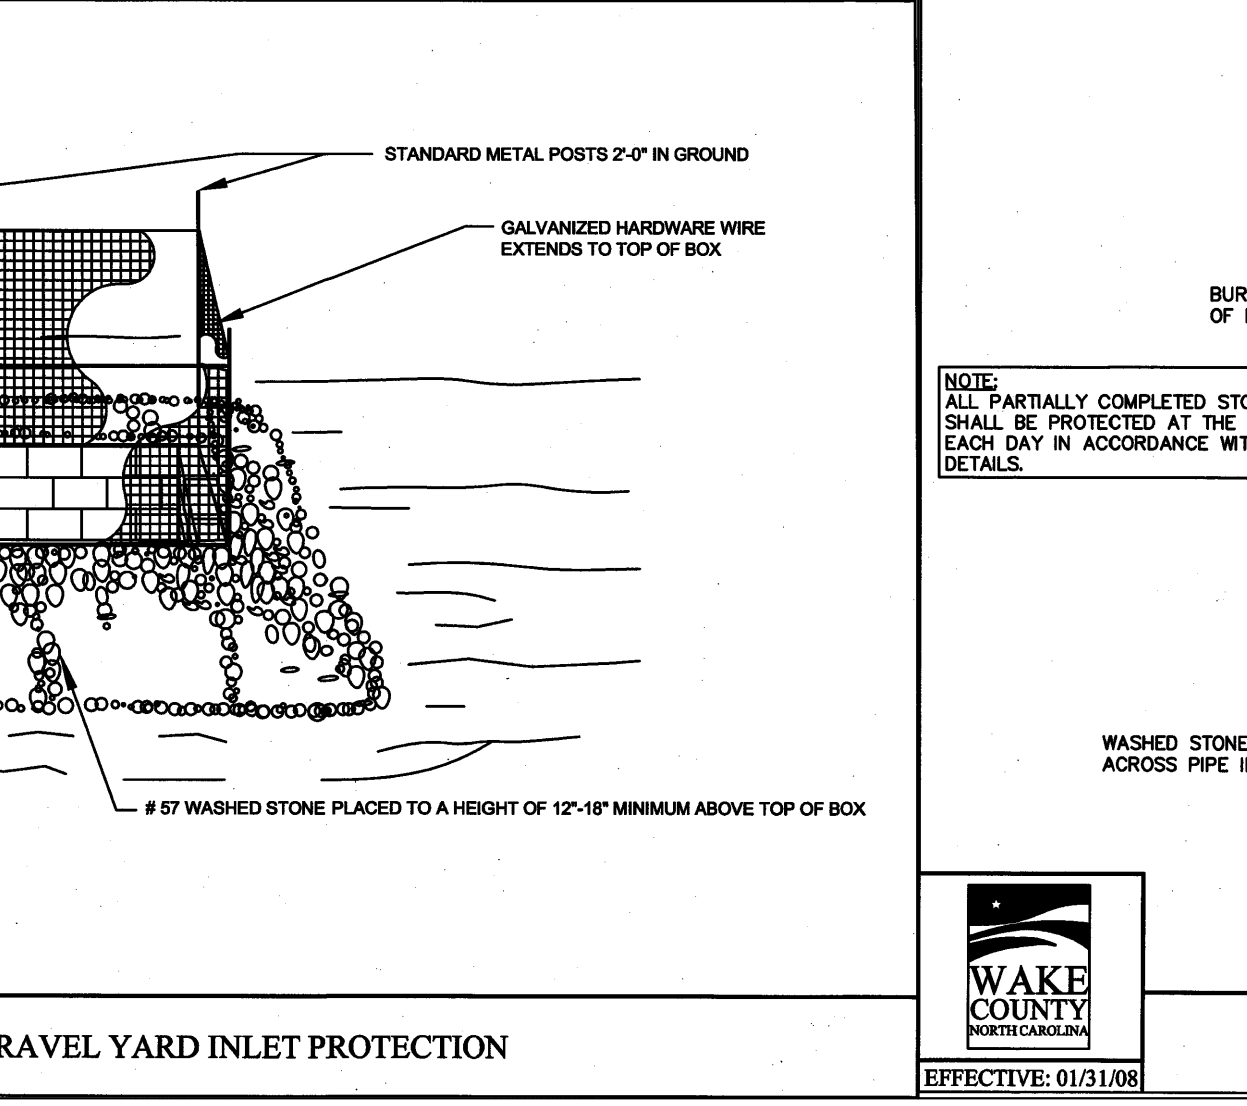 STANDARD METAL POSTS 2'-0" IN GROUND
GALVANIZED HARDWARE WIRE
EXTENDS TO TOP OF BOX
# 57 WASHED STONE PLACED TO A HEIGHT OF 12"-18" MINIMUM ABOVE TOP OF BOX
RAVEL YARD INLET PROTECTION
BUR
OF
NOTE:
ALL PARTIALLY COMPLETED STO
SHALL BE PROTECTED AT THE
EACH DAY IN ACCORDANCE WIT
DETAILS.
WASHED STONE
ACROSS PIPE I
WAKE
COUNTY
NORTH CAROLINA
EFFECTIVE: 01/31/08